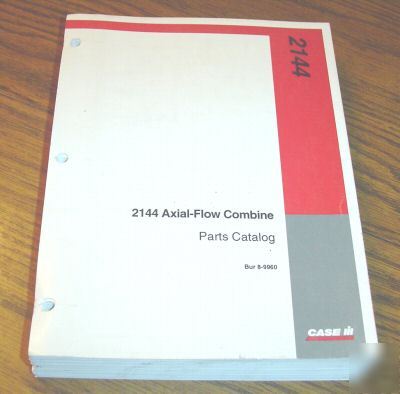 2144
2144 Axial-Flow Combine
Parts Catalog
Bur 8-9960
CASE IH